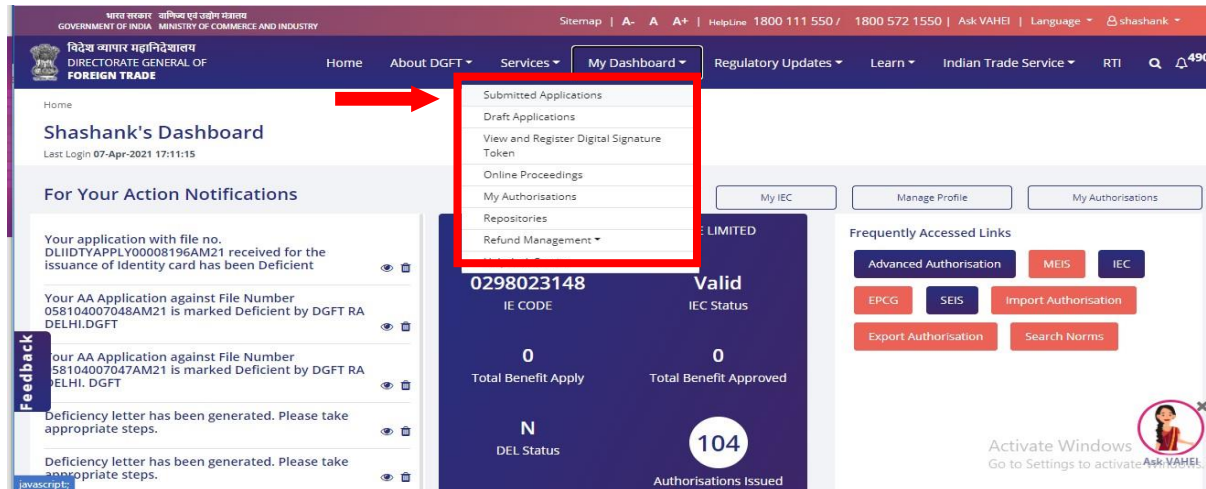 भारत सरकार वाणिज्य एवं उद्योग मंत्रालय
GOVERNMENT OF INDIA MINISTRY OF COMMERCE AND INDUSTRY
Sitemap | A- A A+ | HelpLine 1800 111 550 / 1800 572 1550 | Ask VAHEI | Language shashank
विदेश व्यापार महानिदेशालय
DIRECTORATE GENERAL OF
FOREIGN TRADE
Home About DGFT Services My Dashboard Regulatory Updates Learn Indian Trade Service RTI 490
Submitted Applications
Draft Applications
View and Register Digital Signature
Token
Online Proceedings
My Authorisations
Repositories
Refund Management
Home
Shashank's Dashboard
Last Login 07-Apr-2021 17:11:15
For Your Action Notifications
My IEC Manage Profile My Authorisations
Your application with file no.
DLIIDTYAPPLY00008196AM21 received for the
issuance of Identity card has been Deficient
Your AA Application against File Number
058104007048AM21 is marked Deficient by DGFT RA
DELHI.DGFT
Your AA Application against File Number
058104007047AM21 is marked Deficient by DGFT RA
DELHI. DGFT
Deficiency letter has been generated. Please take
appropriate steps.
Deficiency letter has been generated. Please take
appropriate steps.
Feedback
javascript:;
LIMITED
0298023148
IE CODE
Valid
IEC Status
0
Total Benefit Apply
0
Total Benefit Approved
N
DEL Status
104
Authorisations Issued
Frequently Accessed Links
Advanced Authorisation MEIS IEC
EPCG SEIS Import Authorisation
Export Authorisation Search Norms
Activate Windows
Go to Settings to activate Windows.
Ask VAHEI